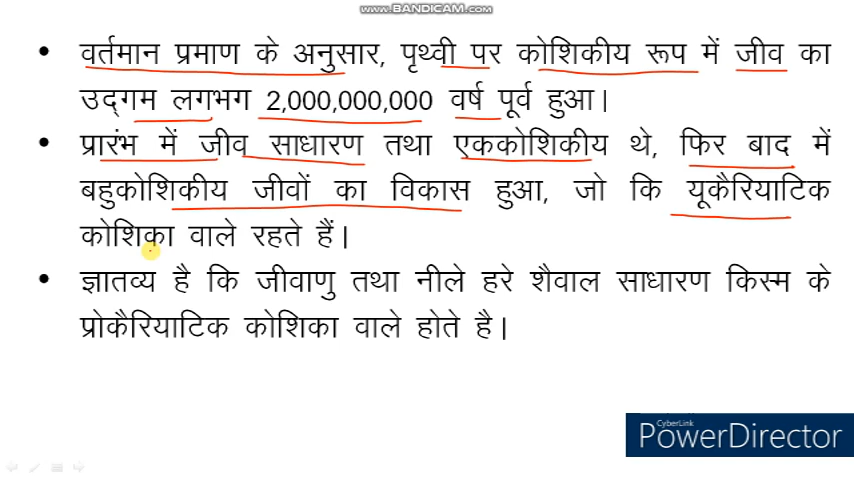 www.BANDICAM.com
• वर्तमान प्रमाण के अनुसार, पृथ्वी पर कोशिकीय रूप में जीव का
उद्गम लगभग 2,000,000,000 वर्ष पूर्व हुआ।
• प्रारंभ में जीव साधारण तथा एककोशिकीय थे, फिर बाद में
बहुकोशिकीय जीवों का विकास हुआ, जो कि यूकैरियाटिक
कोशिका वाले रहते हैं।
• ज्ञातव्य है कि जीवाणु तथा नीले हरे शैवाल साधारण किस्म के
प्रोकैरियाटिक कोशिका वाले होते है।
CyberLink
PowerDirector